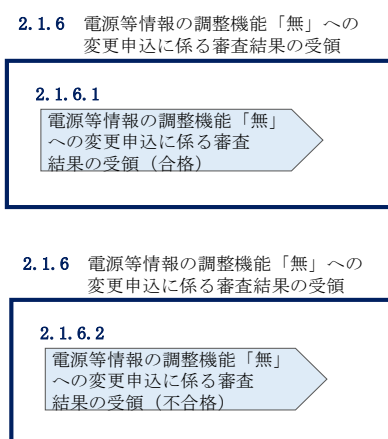 2.1.6 電源等情報の調整機能「無」への
変更申込に係る審査結果の受領
2.1.6.1
電源等情報の調整機能「無」
への変更申込に係る審査
結果の受領（合格）
2.1.6 電源等情報の調整機能「無」への
変更申込に係る審査結果の受領
2.1.6.2
電源等情報の調整機能「無」
への変更申込に係る審査
結果の受領（不合格）